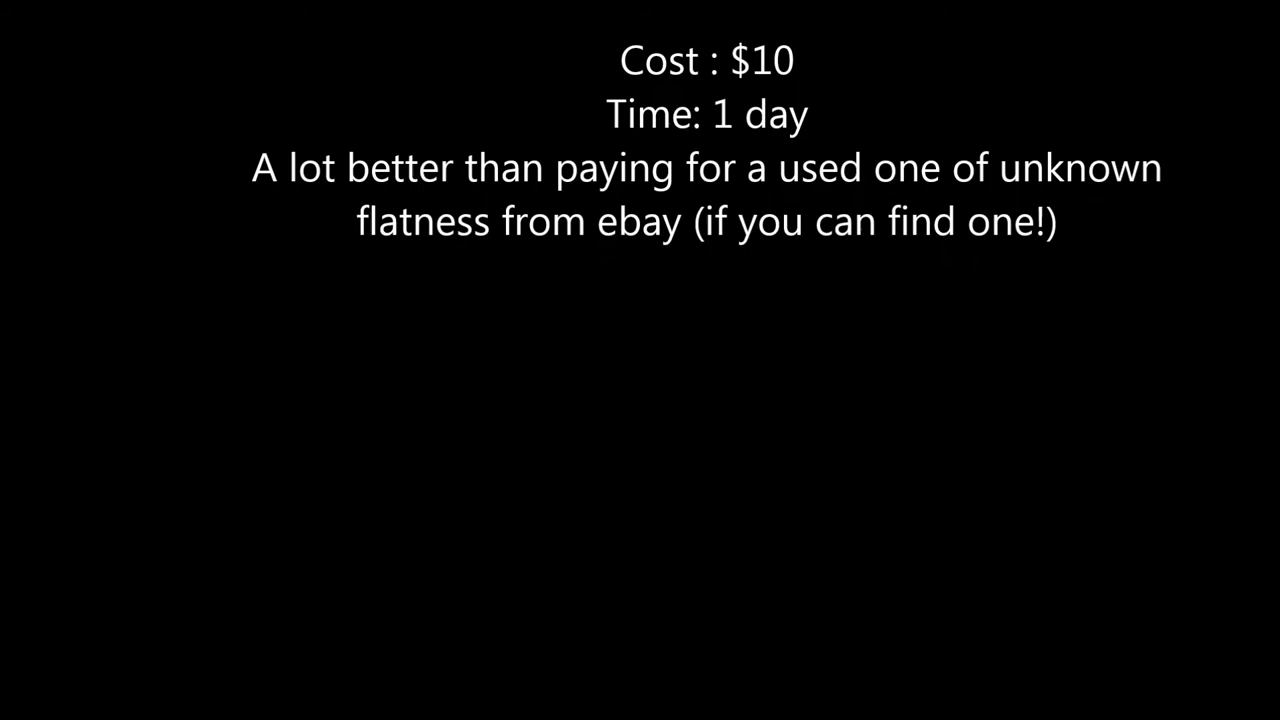 Cost : $10
Time: 1 day
A lot better than paying for a used one of unknown
flatness from ebay (if you can find one!)